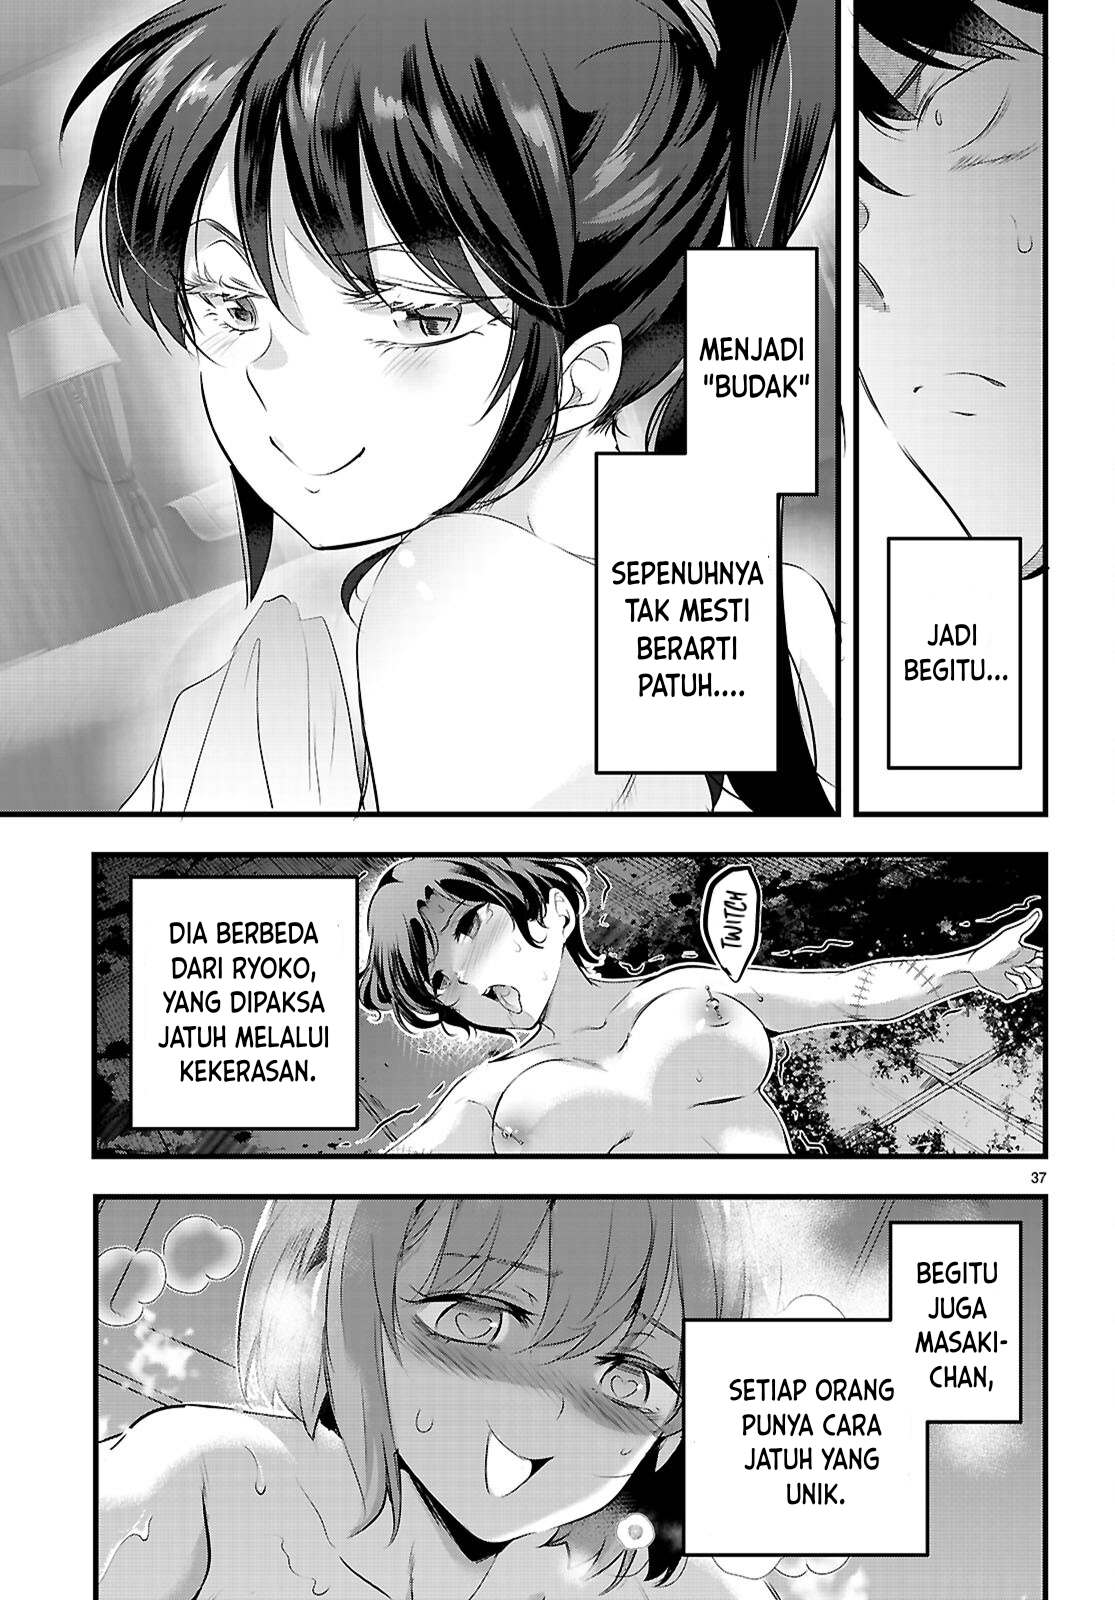 JADI
BEGITU...
MENJADI
"BUDAK"
SEPENUHNYA
TAK MESTI
BERARTI
PATUH....
TWITCH
DIA BERBEDA
DARI RYOKO,
YANG DIPAKSA
JATUH MELALUI
KEKERASAN.
37
BEGITU
JUGA
MASAKI-
CHAN,
SETIAP ORANG
PUNYA CARA
JATUH YANG
UNIK.